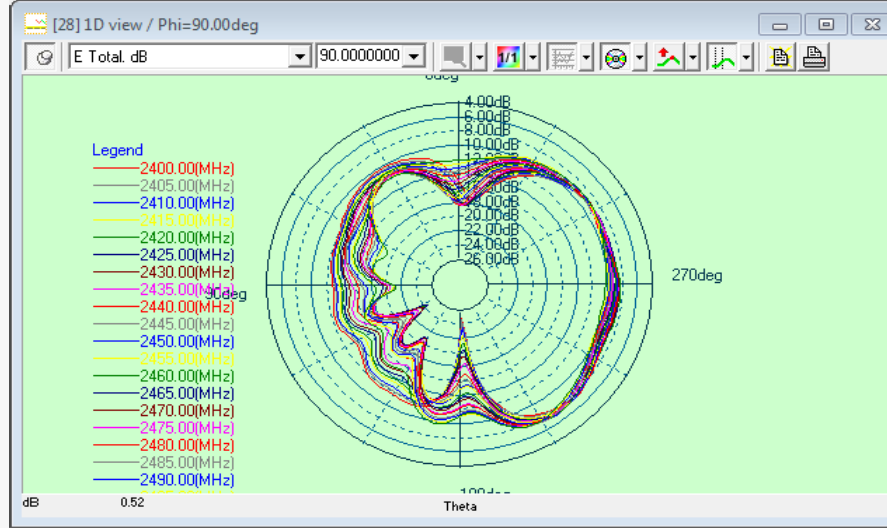 [28] 1D view / Phi=90.00deg
E Total. dB
90.0000000
1/1
4.00dB
6.00dB
8.00dB
10.00dB
20.00dB
22.00dB
24.00dB
26.00dB
Legend
2400.00(MHz)
2405.00(MHz)
2410.00(MHz)
2415.00(MHz)
2420.00(MHz)
2425.00(MHz)
2430.00(MHz)
2435.00(MHz)
90deg
270deg
2440.00(MHz)
2445.00(MHz)
2450.00(MHz)
2455.00(MHz)
2460.00(MHz)
2465.00(MHz)
2470.00(MHz)
2475.00(MHz)
2480.00(MHz)
2485.00(MHz)
2490.00(MHz)
dB
0.52
Theta